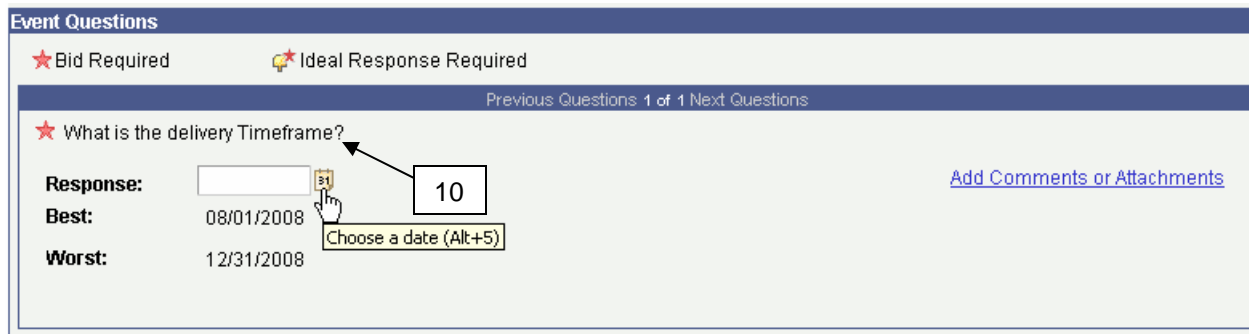 Event Questions
Bid Required Ideal Response Required
Previous Questions 1 of 1 Next Questions
What is the delivery Timeframe?
Response: 31 Add Comments or Attachments
10
Best: 08/01/2008
Choose a date (Alt+5)
Worst: 12/31/2008